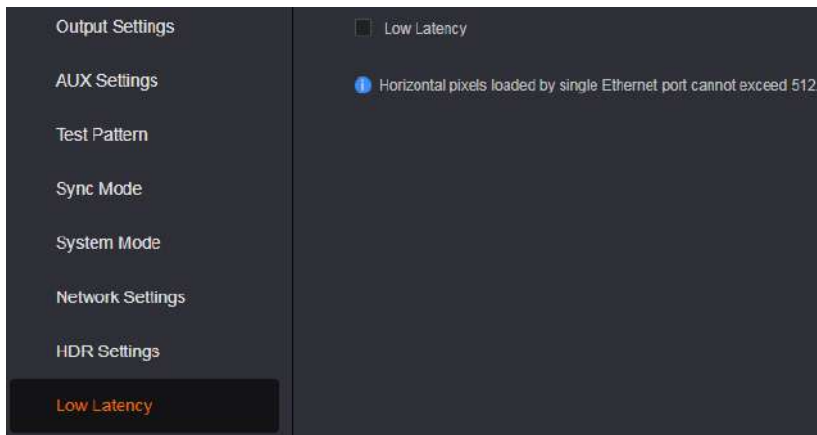 Output Settings
AUX Settings
Test Pattern
Sync Mode
System Mode
Network Settings
HDR Settings
Low Latency
Low Latency
Horizontal pixels loaded by single Ethernet port cannot exceed 512